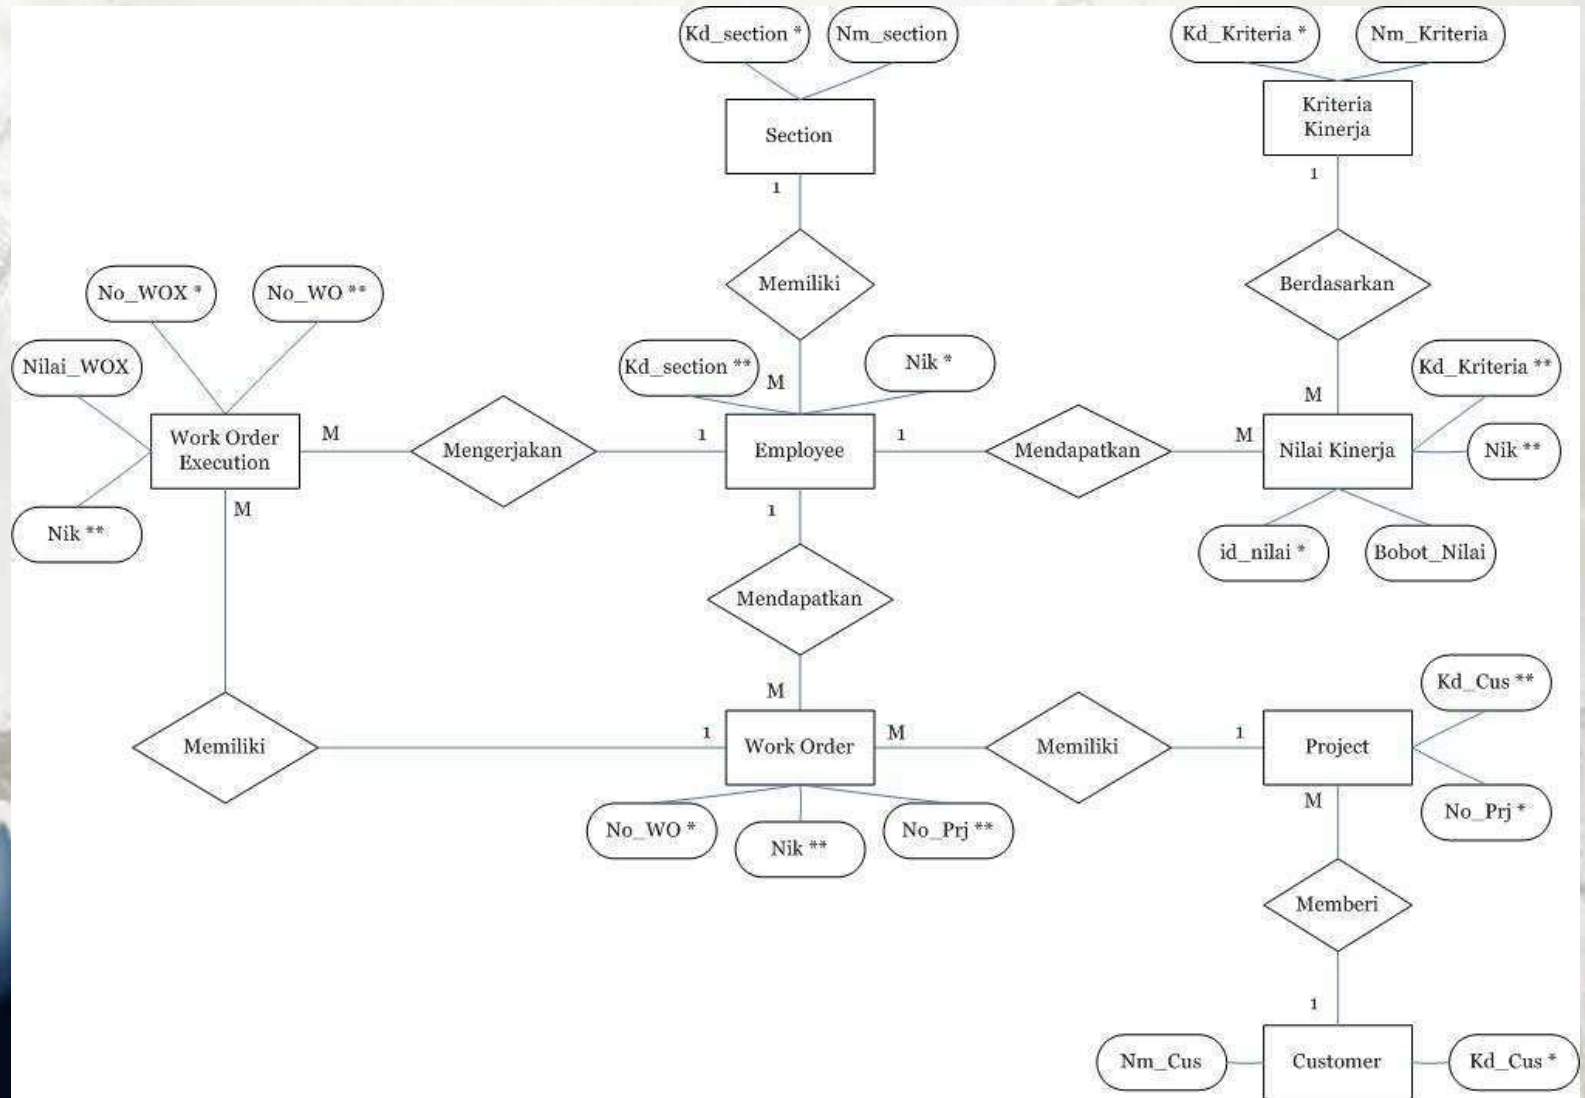 Kd_section *
Nm_section
Kd_Kriteria *
Nm_Kriteria
Section
Kriteria
Kinerja
1
1
Memiliki
Berdasarkan
No_WOX *
No_WO **
Nilai_WOX
Kd_section **
Nik *
Kd_Kriteria **
M
M
Work Order
Execution
M
Mengerjakan
1
Employee
1
Mendapatkan
M
Nilai Kinerja
Nik **
M
1
Nik **
id_nilai *
Bobot_Nilai
Mendapatkan
M
Kd_Cus **
Memiliki
1
Work Order
M
Memiliki
1
Project
M
No_WO *
Nik **
No_Prj **
No_Prj *
Memberi
1
Nm_Cus
Customer
Kd_Cus *